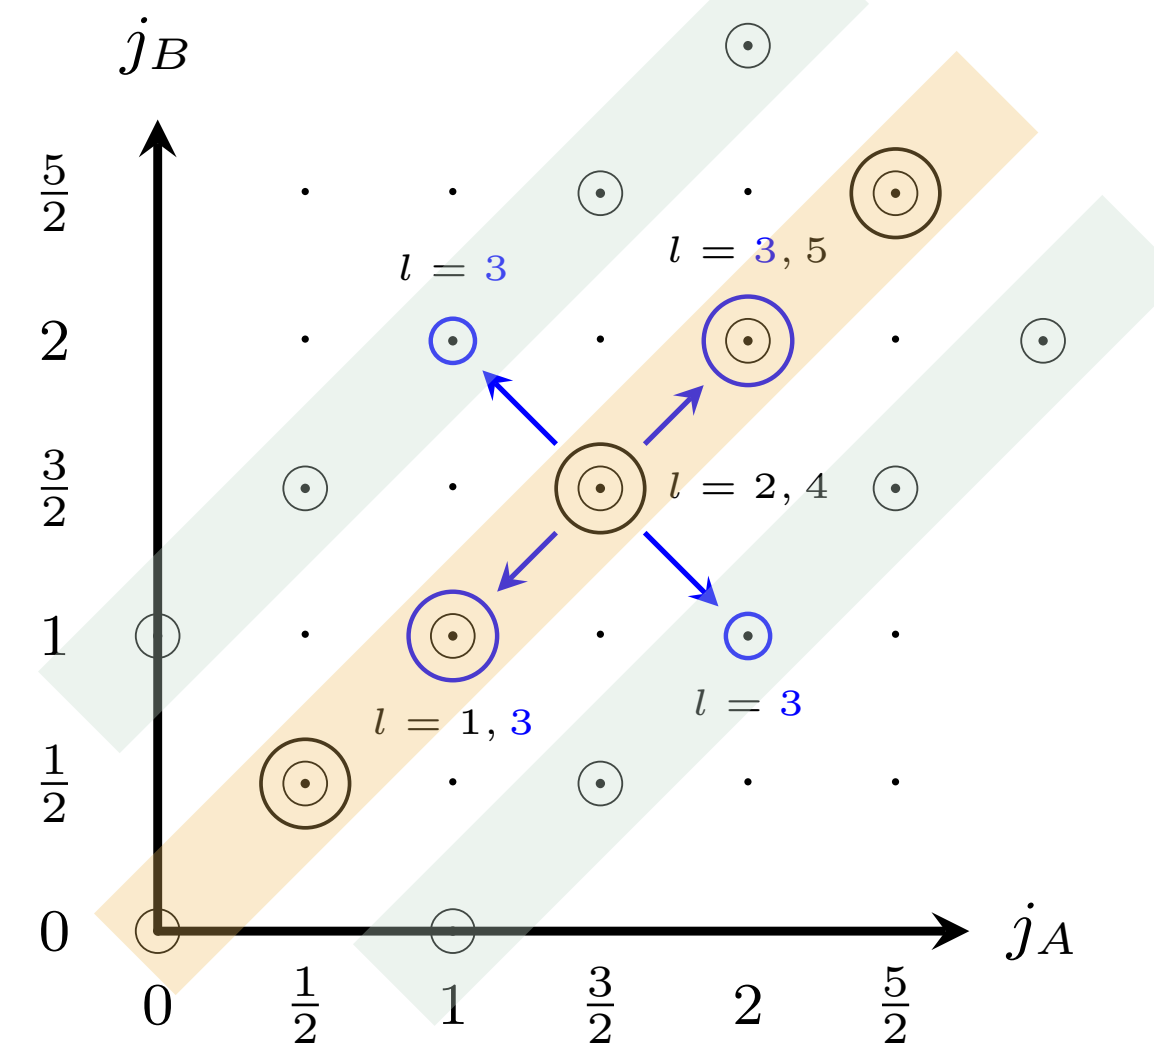 j_B
5/2
l = 3, 5
l = 3
2
3/2
l = 2, 4
1
l = 3
l = 1, 3
1/2
0
j_A
0 1/2 1 3/2 2 5/2